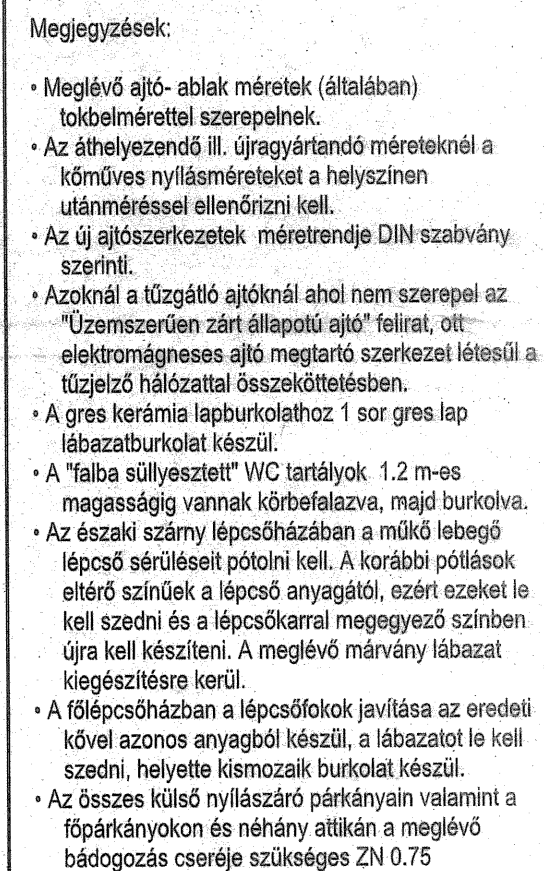 Megjegyzések:
• Meglévő ajtó- ablak méretek (általában)
tokbelmérettel szerepelnek.
• Az áthelyezendő ill. újragyártandó méreteknél a
kőműves nyílásméreteket a helyszínen
utánméréssel ellenőrizni kell.
• Az új ajtószerkezetek méretrendje DIN szabvány
szerinti.
• Azoknál a tűzgátló ajtóknál ahol nem szerepel az
"Üzemszerűen zárt állapotú ajtó" felirat, ott
elektromágneses ajtó megtartó szerkezet létesűl a
tűzjelző hálózattal összeköttetésben.
• A gres kerámia lapburkolathoz 1 sor gres lap
lábazatburkolat készül.
• A "falba süllyesztett" WC tartályok 1.2 m-es
magasságig vannak körbefalazva, majd burkolva.
• Az északi szárny lépcsőházában a műkő lebegő
lépcső sérüléseit pótolni kell. A korábbi pótlások
eltérő színűek a lépcső anyagától, ezért ezeket le
kell szedni és a lépcsőkarral megegyező színben
újra kell készíteni. A meglévő márvány lábazat
kiegészítésre kerül.
• A főlépcsőházban a lépcsőfokok javítása az eredeti
kővel azonos anyagból készül, a lábazatot le kell
szedni, helyette kismozaik burkolat készül.
• Az összes külső nyílászáró párkányain valamint a
főpárkányokon és néhány attikán a meglévő
bádogozás cseréje szükséges ZN 0.75